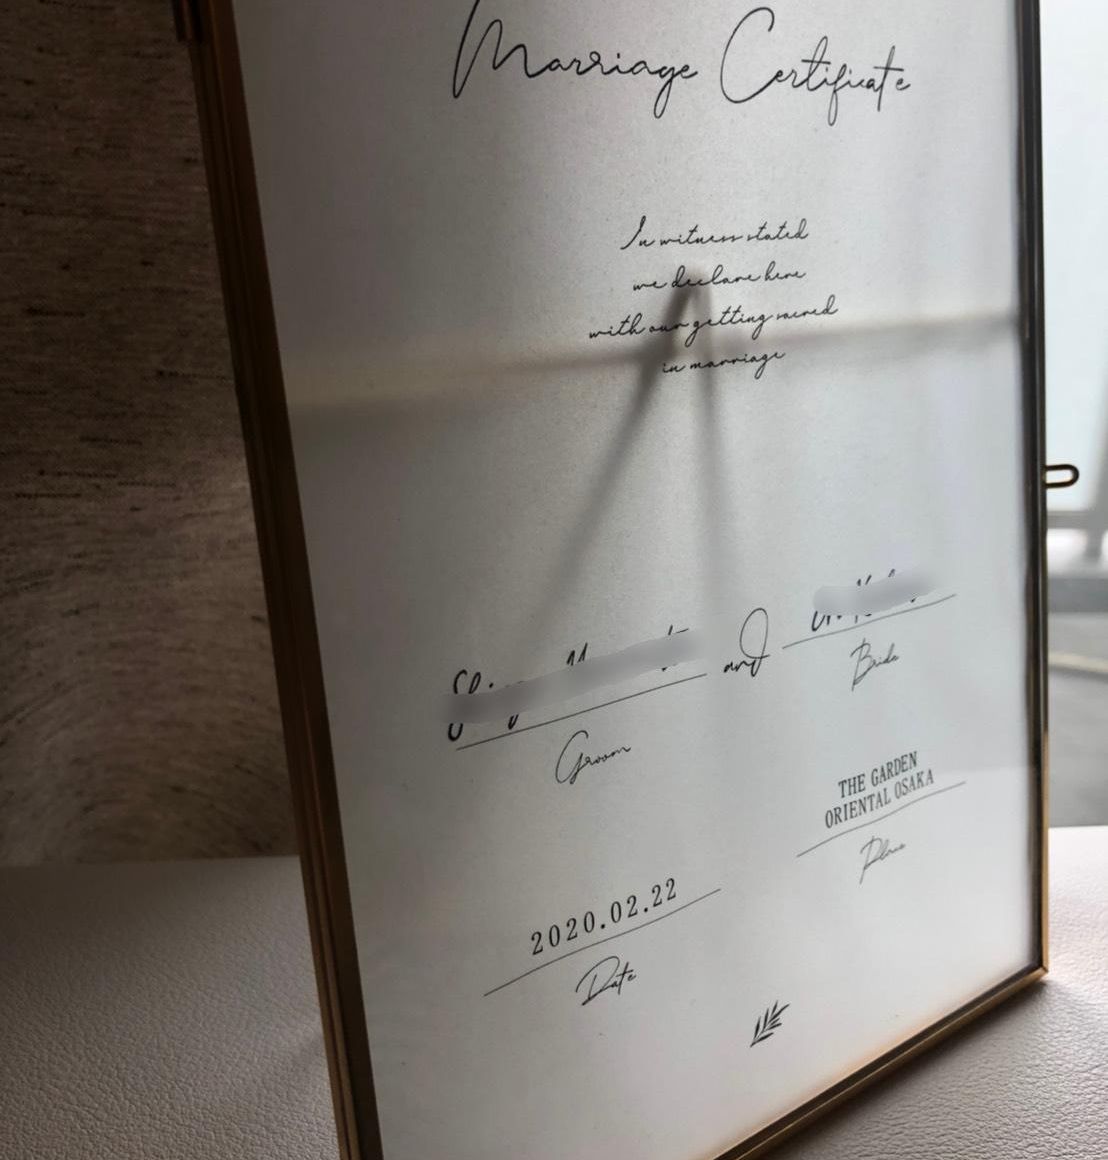 Marriage Certificate
In witness stated
we declare here
with our getting sacred
in marriage
and
Groom
Bride
THE GARDEN
ORIENTAL OSAKA
Place
2020.02.22
Date